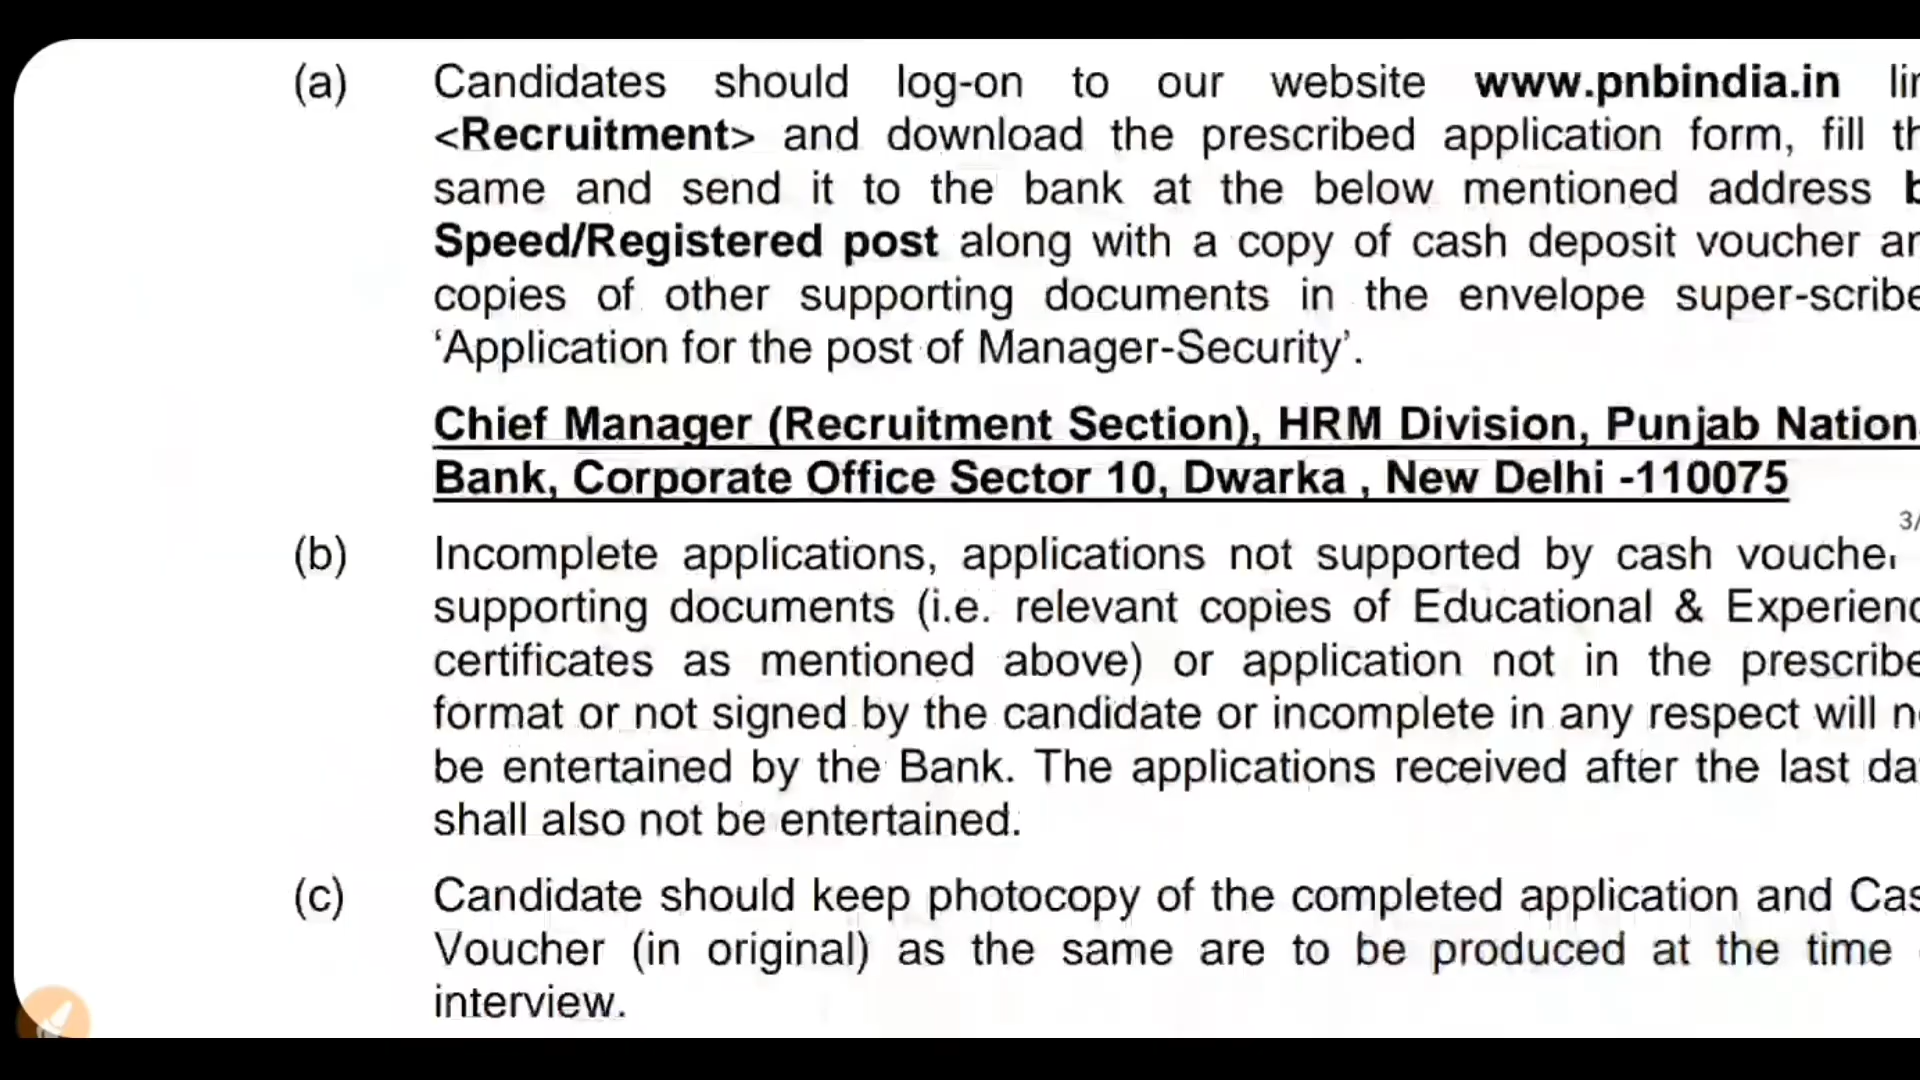 (a) Candidates should log-on to our website www.pnbindia.in
<Recruitment> and download the prescribed application form, fill
same and send it to the bank at the below mentioned address
Speed/Registered post along with a copy of cash deposit voucher
copies of other supporting documents in the envelope
‘Application for the post of Manager-Security’.
Chief Manager (Recruitment Section), HRM Division, Punjab
Bank, Corporate Office Sector 10, Dwarka , New Delhi -110075
3/
(b) Incomplete applications, applications not supported by cash
supporting documents (i.e. relevant copies of Educational &
certificates as mentioned above) or application not in the
format or not signed by the candidate or incomplete in any respect will
be entertained by the Bank. The applications received after the last
shall also not be entertained.
(c) Candidate should keep photocopy of the completed application and
Voucher (in original) as the same are to be produced at the time
interview.